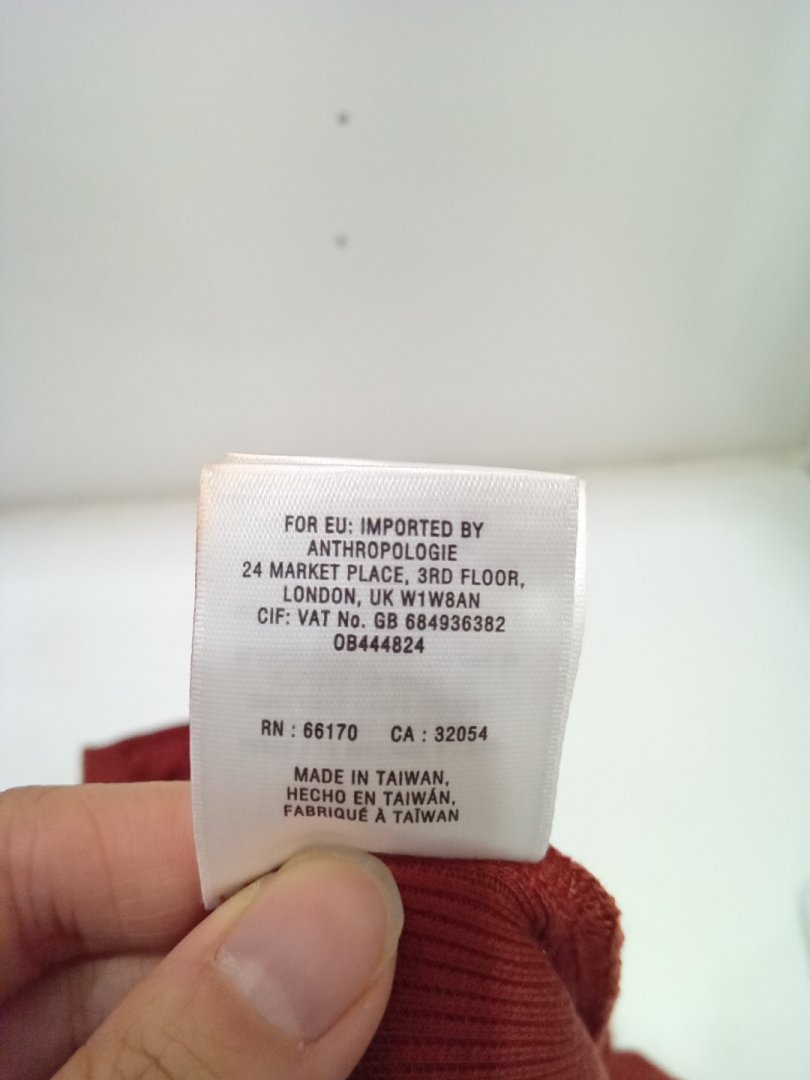 FOR EU: IMPORTED BY
ANTHROPOLOGIE
24 MARKET PLACE, 3RD FLOOR,
LONDON, UK W1W8AN
CIF: VAT No. GB 684936382
OB444824
RN : 66170 CA : 32054
MADE IN TAIWAN,
HECHO EN TAIWÁN,
FABRIQUÉ À TAÏWAN